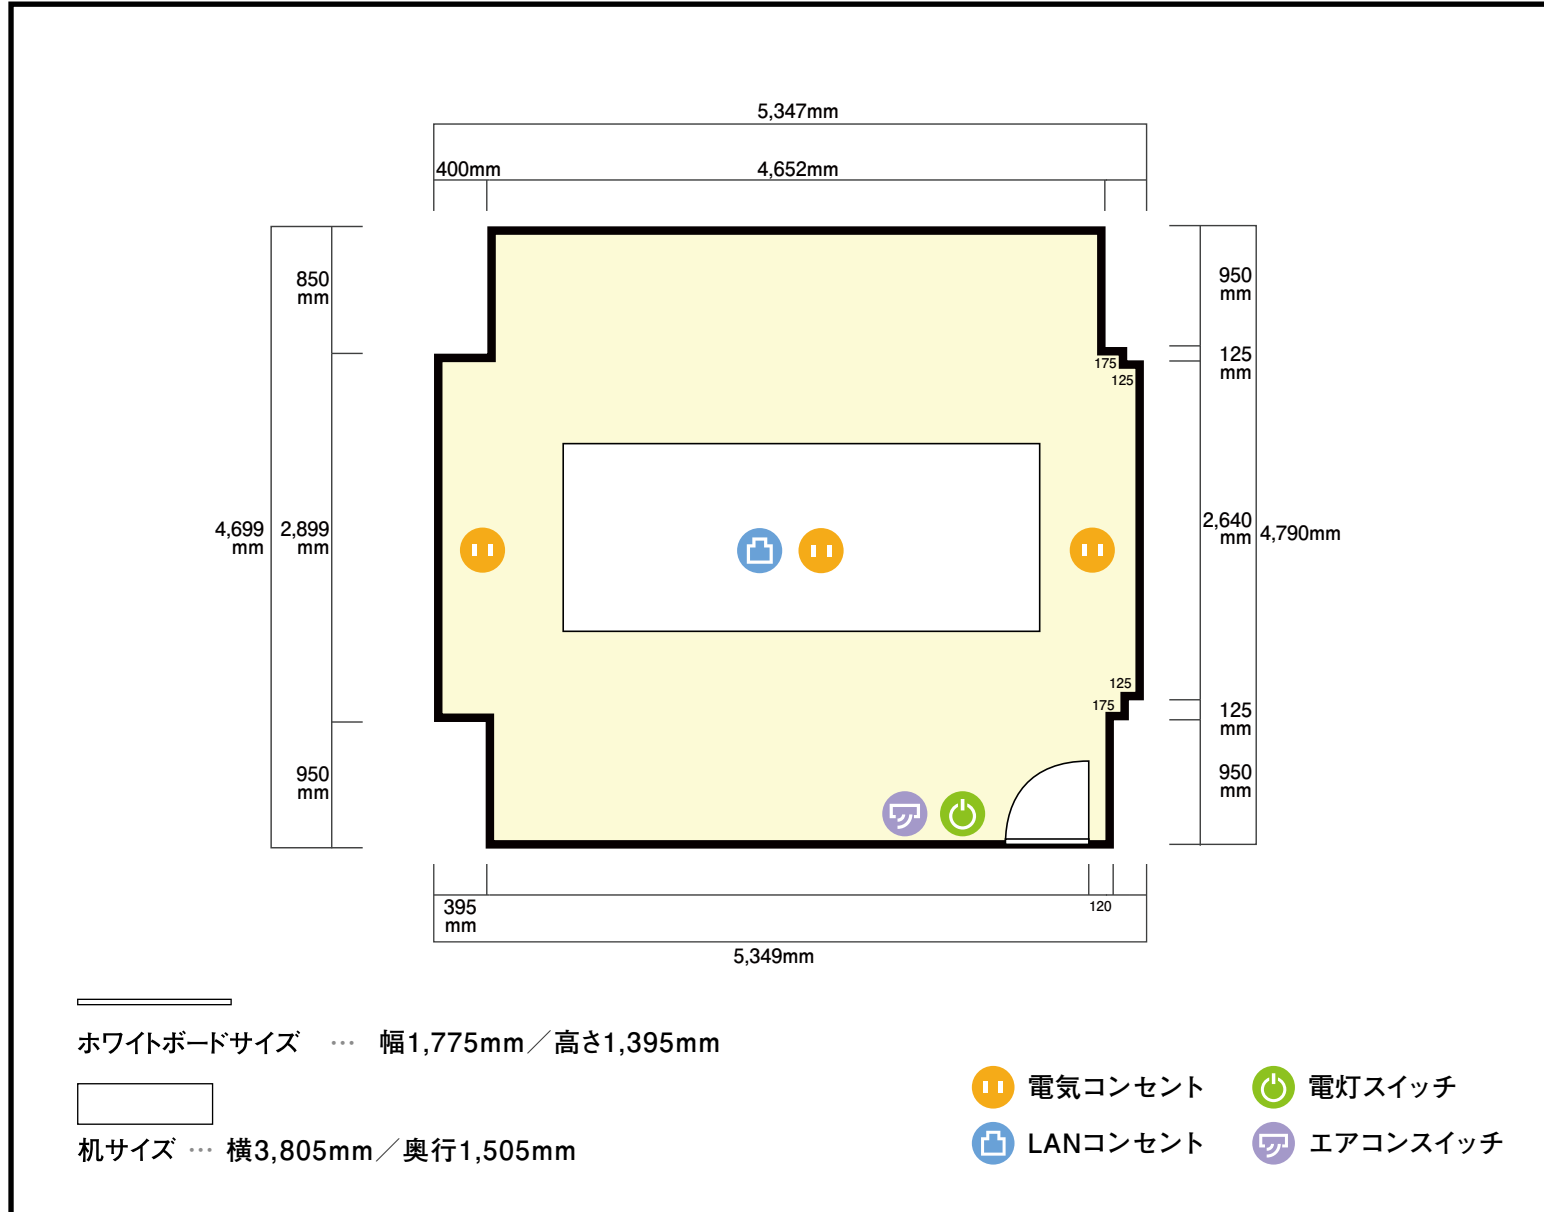 5,347mm
400mm
4,652mm
850
mm
950
mm
125
mm
175
125
4,699
mm
2,899
mm
2,640
mm
4,790mm
125
175
125
mm
950
mm
950
mm
395
mm
120
5,349mm
ホワイトボードサイズ … 幅1,775mm／高さ1,395mm
机サイズ … 横3,805mm／奥行1,505mm
電気コンセント
電灯スイッチ
LANコンセント
エアコンスイッチ